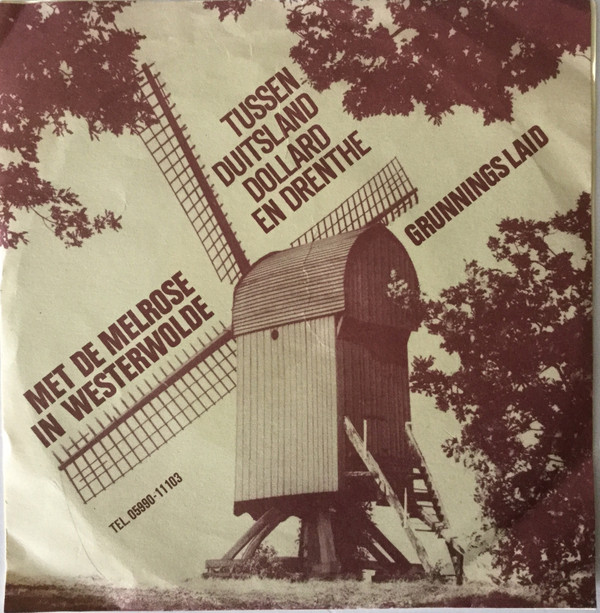 TUSSEN
DUITSLAND
DOLLARD
EN DRENTHE
GRUNNINGS LAID
MET DE MELROSE
IN WESTERWOLDE
TEL. 05990-11103